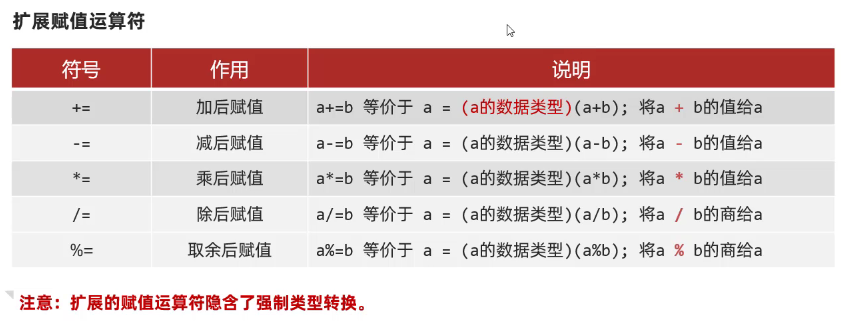 扩展赋值运算符
符号 作用 说明
+= 加后赋值 a+=b 等价于 a = (a的数据类型)(a+b); 将a + b的值给a
-= 减后赋值 a-=b 等价于 a = (a的数据类型)(a-b); 将a - b的值给a
*= 乘后赋值 a*=b 等价于 a = (a的数据类型)(a*b); 将a * b的值给a
/= 除后赋值 a/=b 等价于 a = (a的数据类型)(a/b); 将a / b的商给a
%= 取余后赋值 a%=b 等价于 a = (a的数据类型)(a%b); 将a % b的商给a
注意：扩展的赋值运算符隐含了强制类型转换。